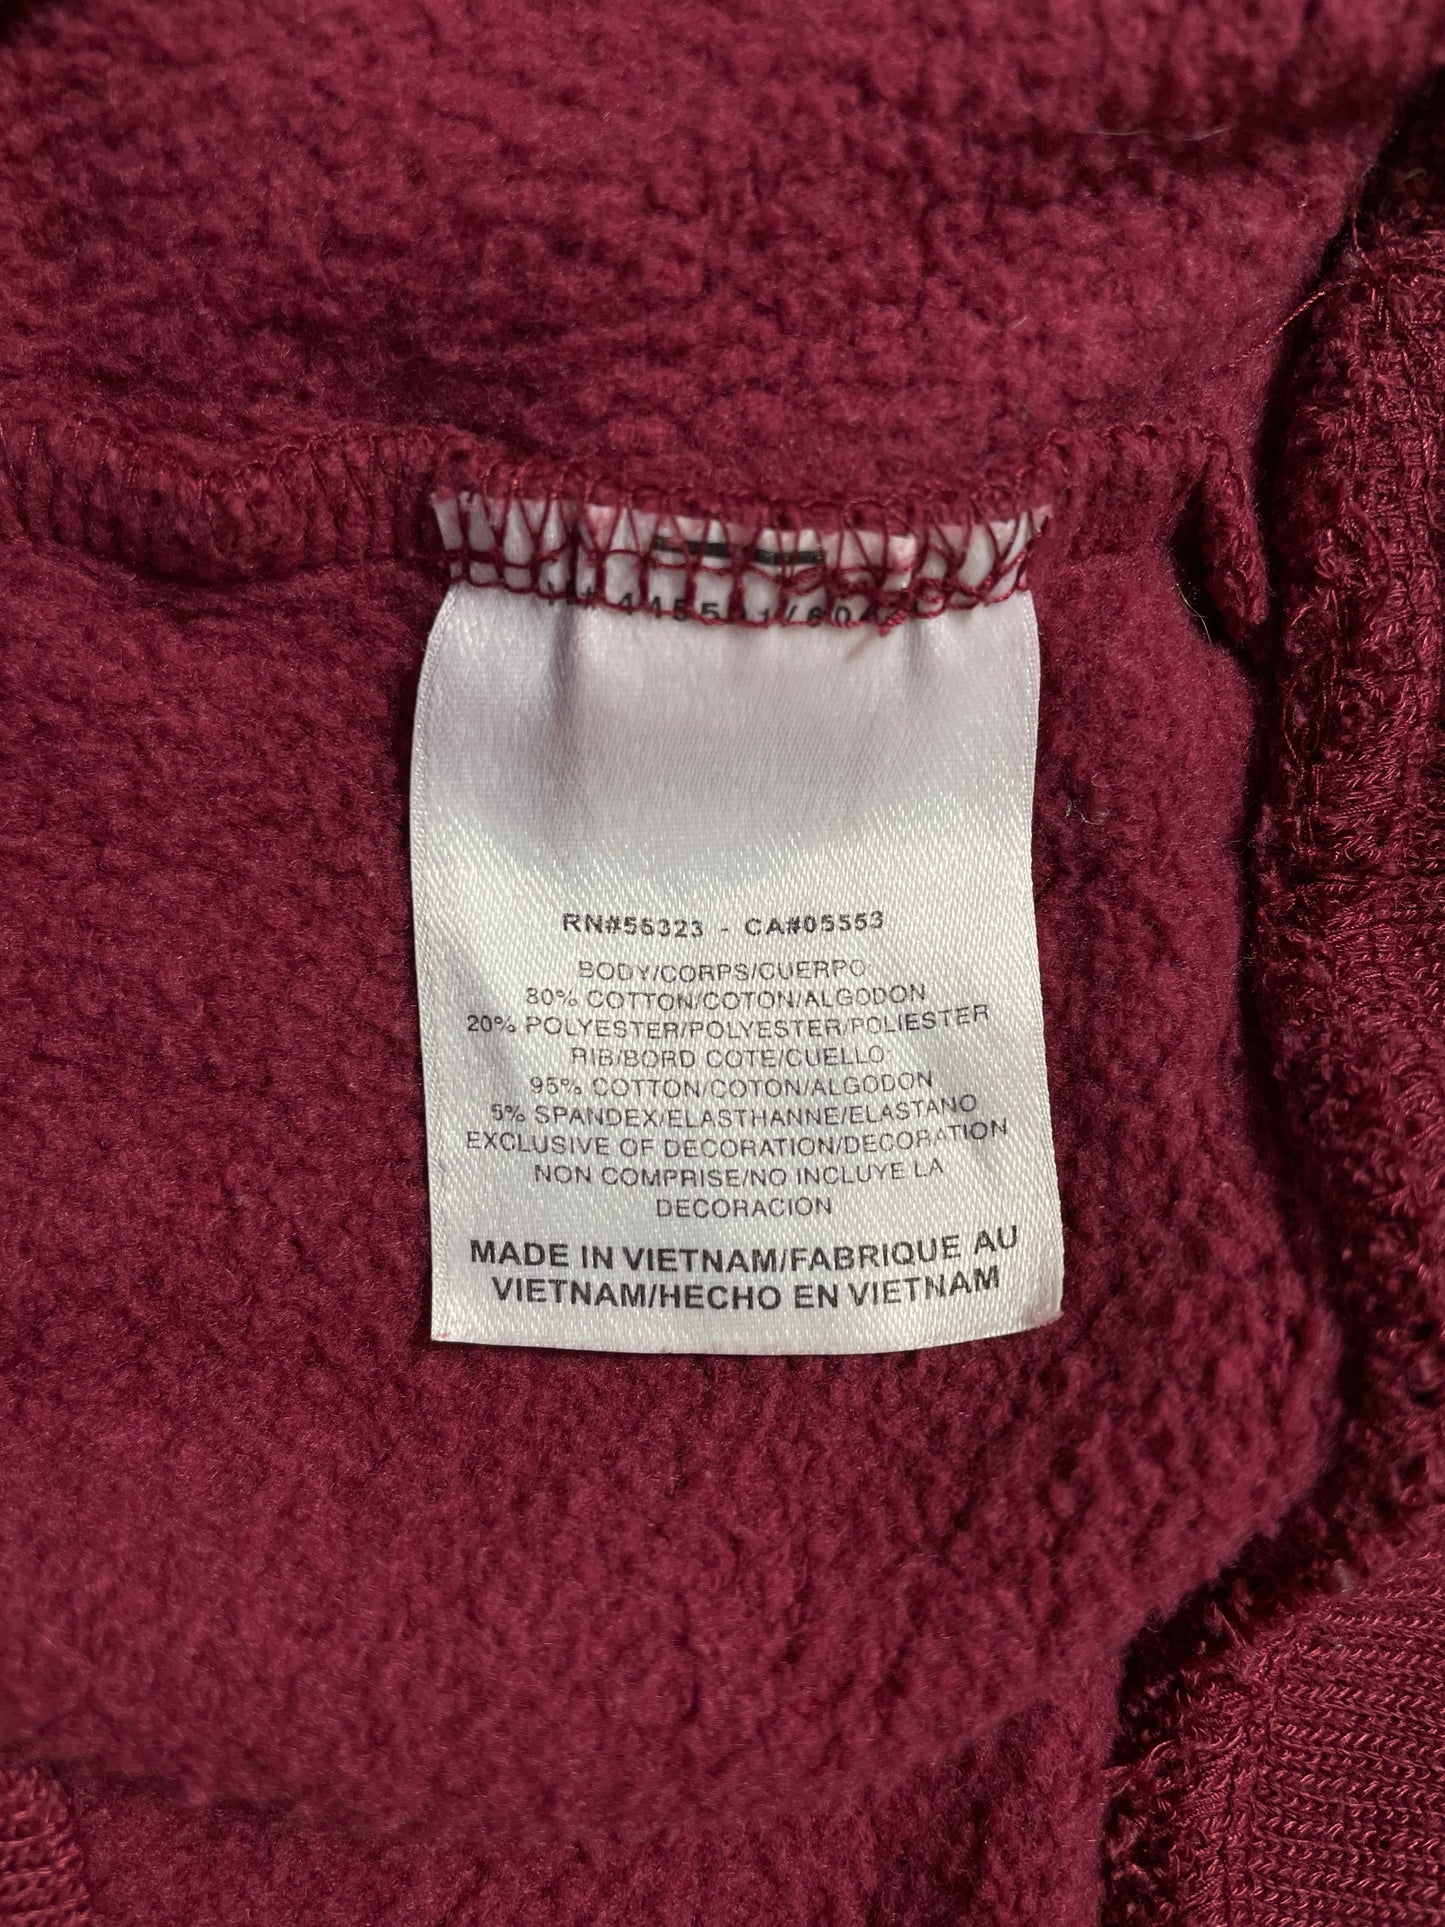 RN#56323 - CA#05553
BODY/CORPS/CUERPO
80% COTTON/COTON/ALGODON
20% POLYESTER/POLYESTER/POLIESTER
RIB/BORD COTE/CUELLO
95% COTTON/COTON/ALGODON
5% SPANDEX/ELASTHANNE/ELASTANO
EXCLUSIVE OF DECORATION/DECORATION
NON COMPRISE/NO INCLUYE LA
DECORACION
MADE IN VIETNAM/FABRIQUE AU
VIETNAM/HECHO EN VIETNAM